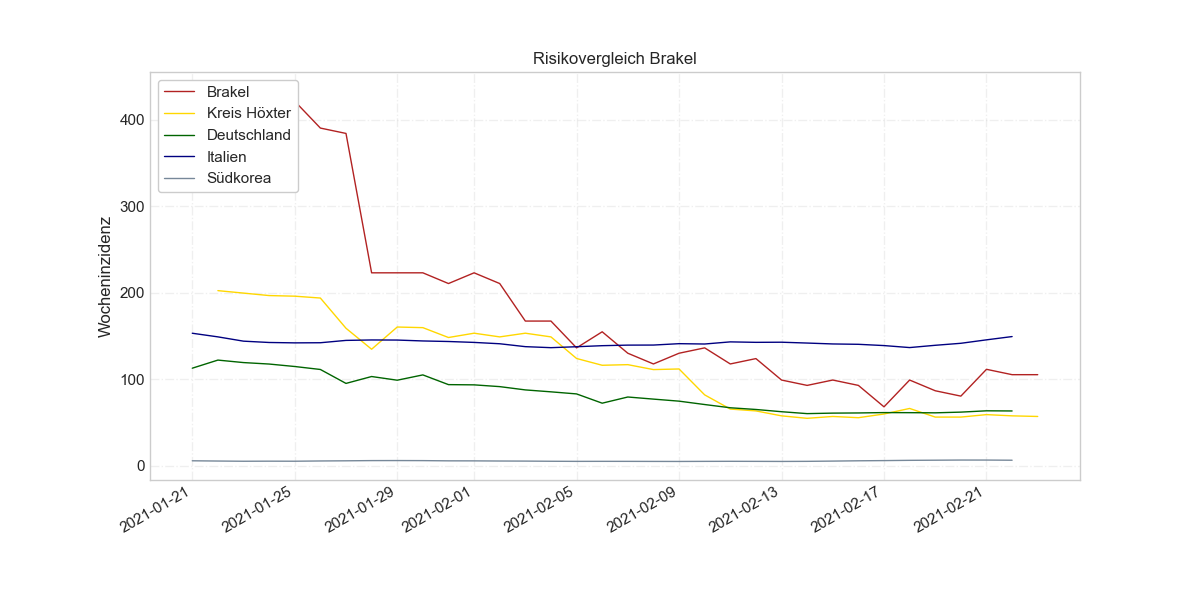 Risikovergleich Brakel
Brakel
Kreis Höxter
Deutschland
Italien
Südkorea
Wocheninzidenz
400
300
200
100
0
2021-01-21
2021-01-25
2021-01-29
2021-02-01
2021-02-05
2021-02-09
2021-02-13
2021-02-17
2021-02-21